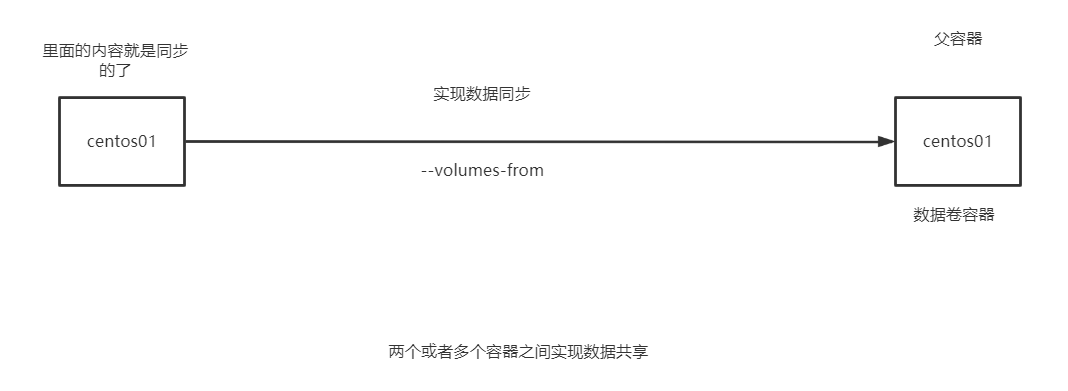 父容器
里面的内容就是同步
的了
实现数据同步
centos01
centos01
--volumes-from
数据卷容器
两个或者多个容器之间实现数据共享